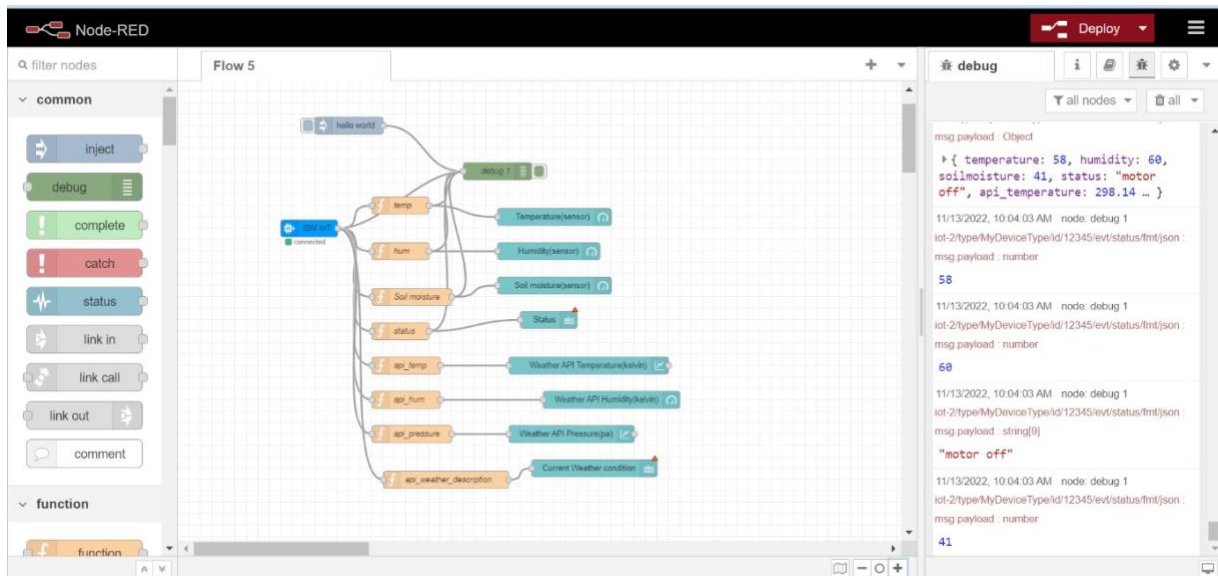 Node-RED
Deploy
filter nodes
Flow 5
debug
i
all nodes
all
common
inject
debug
complete
catch
status
link in
link call
link out
comment
function
function
hello world
debug 1
IBM IoT
connected
temp
Temperature(sensor)
hum
Humidity(sensor)
Soil moisture
Soil moisture(sensor)
status
Status
api_temp
Weather API Temperature(kelvin)
api_hum
Weather API Humidity(kelvin)
api_pressure
Weather API Pressure(pa)
api_weather_description
Current Weather condition
msg.payload : Object
{ temperature: 58, humidity: 60,
soilmoisture: 41, status: "motor
off", api_temperature: 298.14 … }
11/13/2022, 10:04:03 AM node: debug 1
iot-2/type/MyDeviceType/id/12345/evt/status/fmt/json :
msg.payload : number
58
11/13/2022, 10:04:03 AM node: debug 1
iot-2/type/MyDeviceType/id/12345/evt/status/fmt/json :
msg.payload : number
60
11/13/2022, 10:04:03 AM node: debug 1
iot-2/type/MyDeviceType/id/12345/evt/status/fmt/json :
msg.payload : string[9]
"motor off"
11/13/2022, 10:04:03 AM node: debug 1
iot-2/type/MyDeviceType/id/12345/evt/status/fmt/json :
msg.payload : number
41